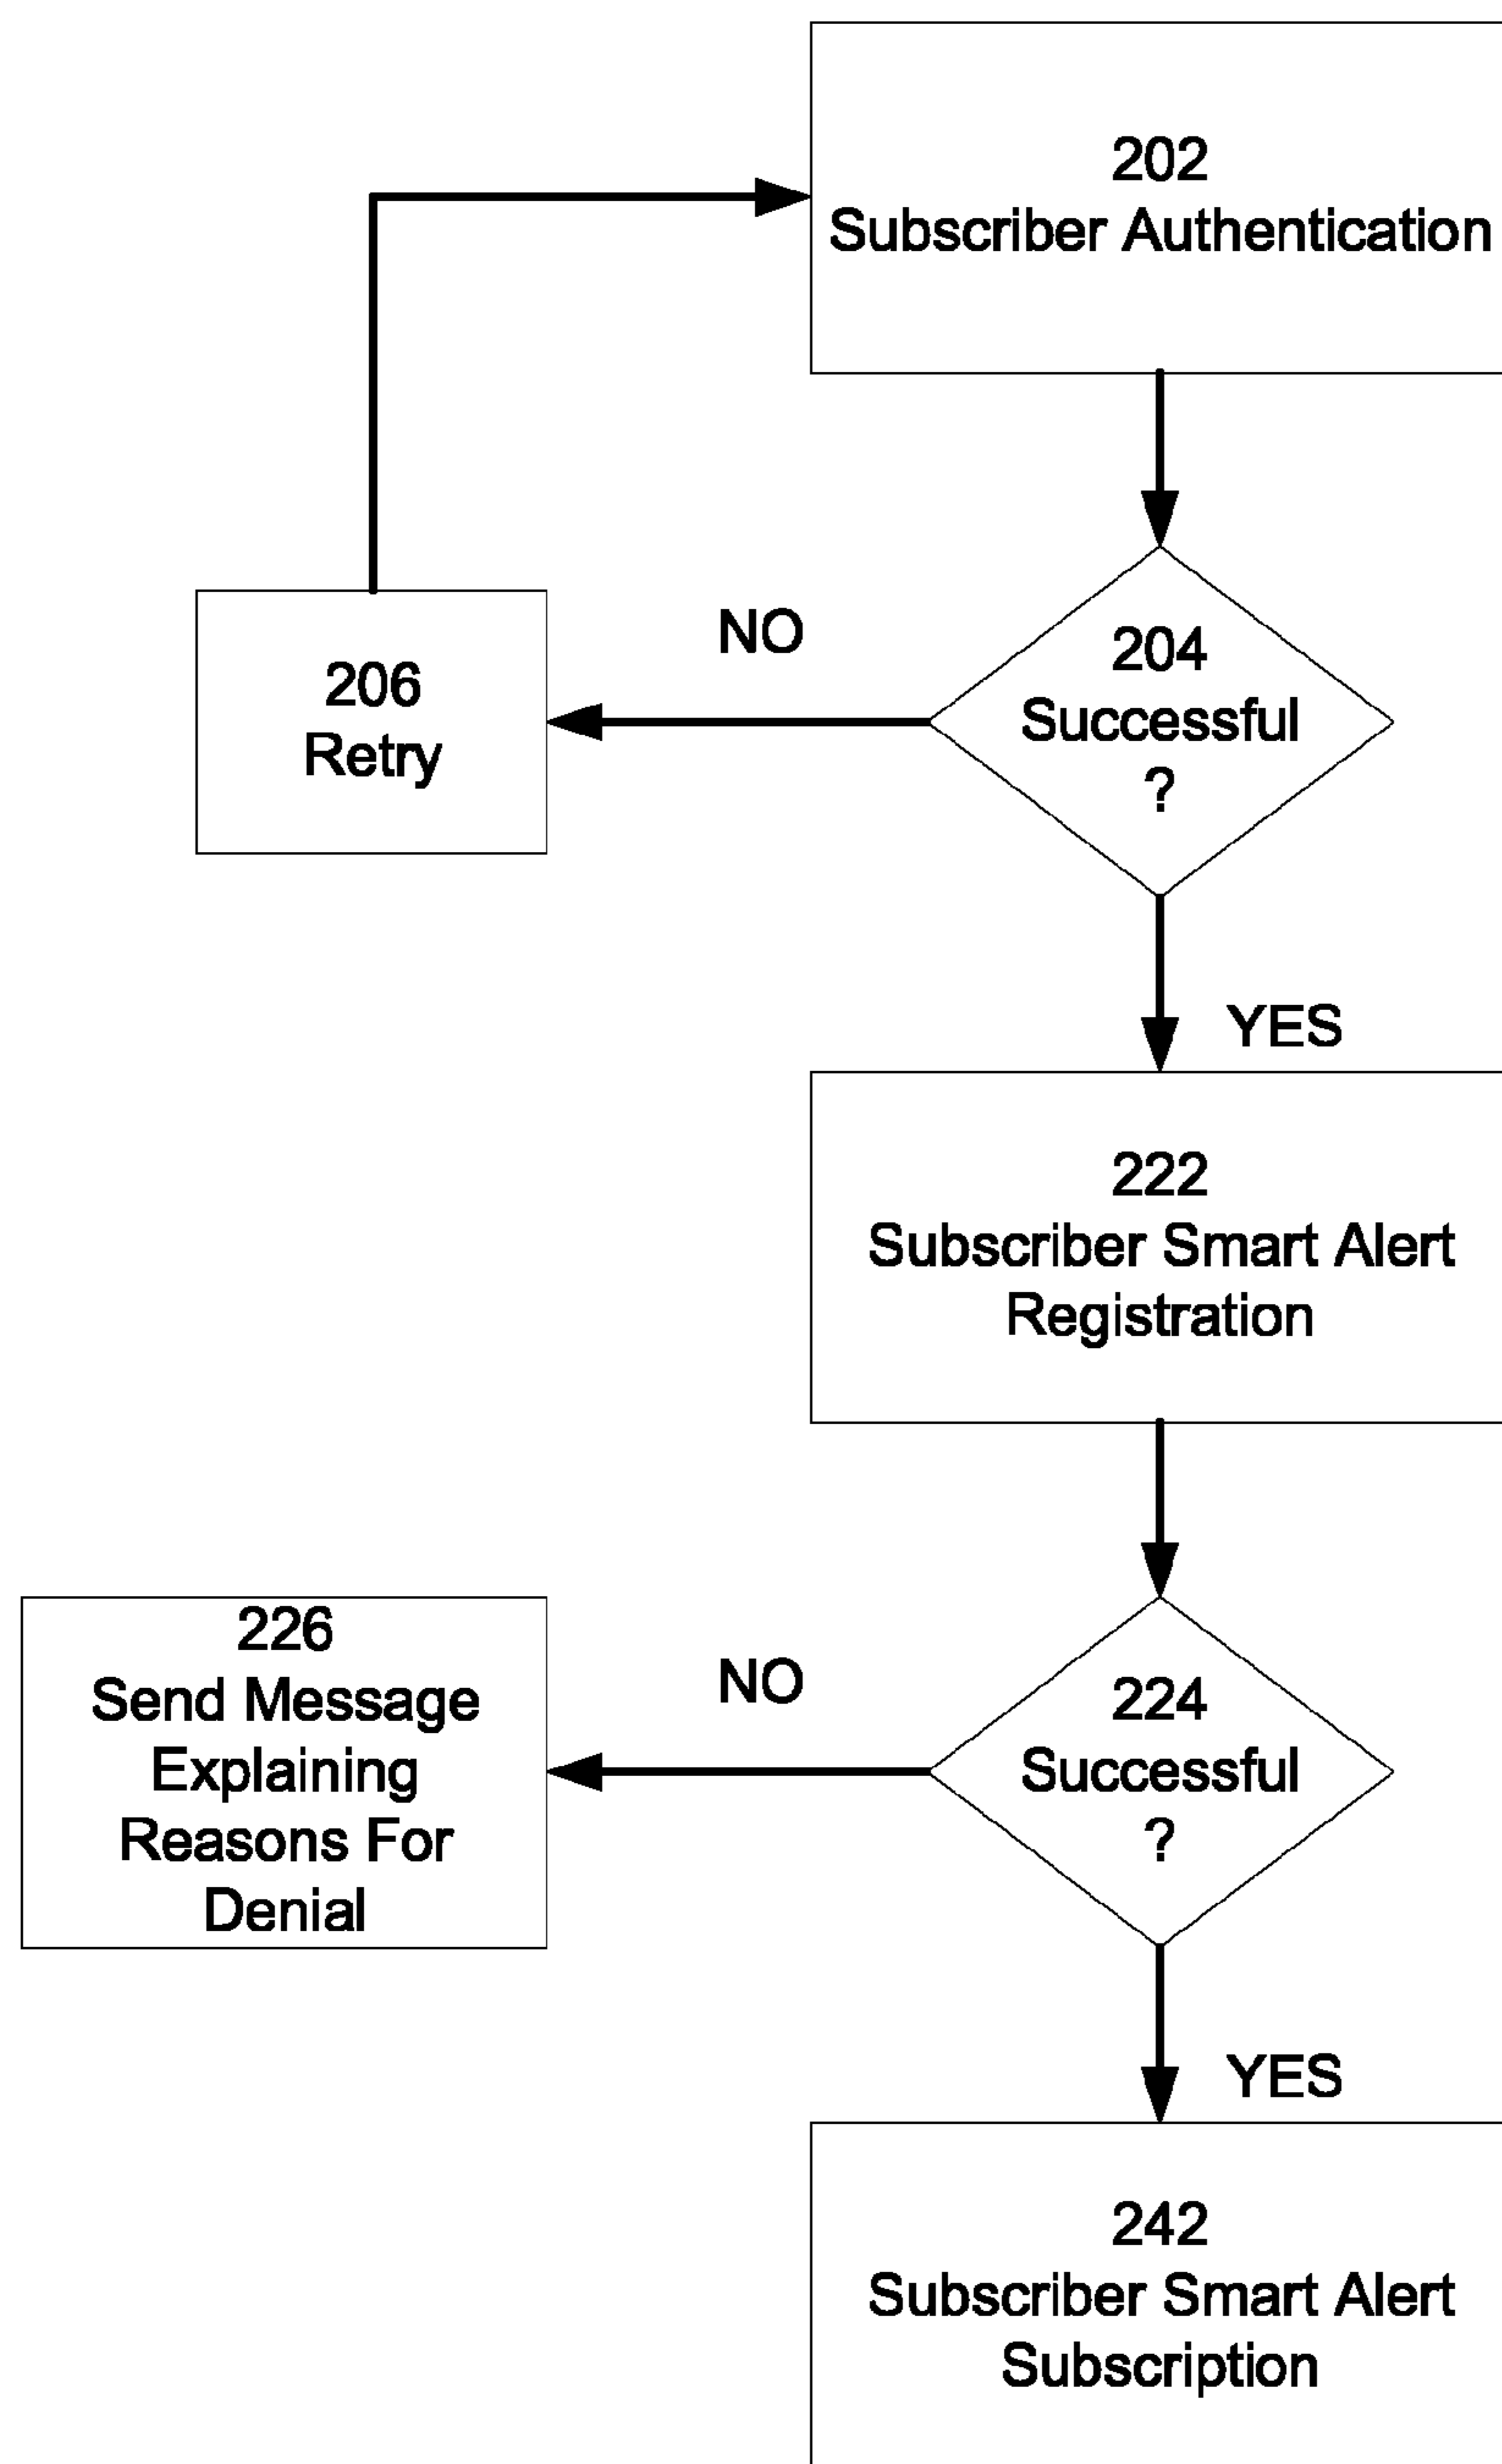 202
Subscriber Authentication
NO
204
Successful
?
206
Retry
YES
222
Subscriber Smart Alert
Registration
NO
224
Successful
?
226
Send Message
Explaining
Reasons For
Denial
YES
242
Subscriber Smart Alert
Subscription